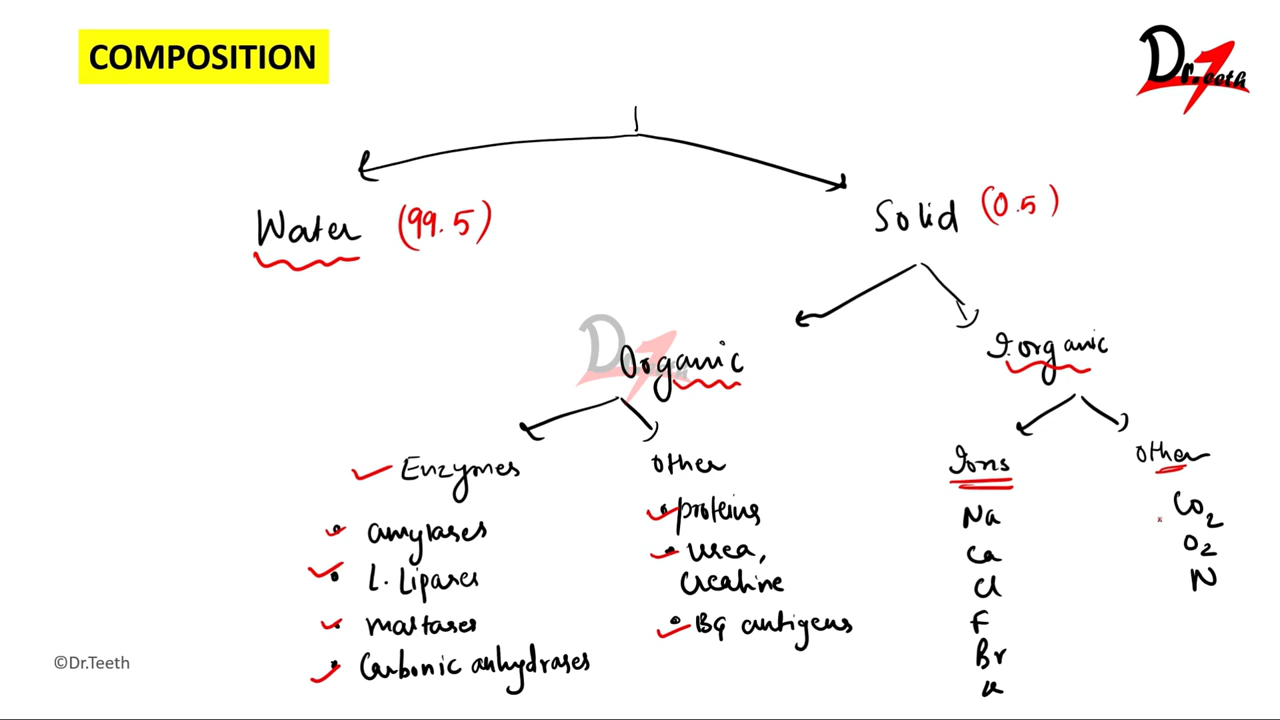 COMPOSITION
Dr.Teeth
Water (99.5)
Solid (0.5)
Organic
Inorganic
Enzymes
amylases
L. Lipases
maltases
Carbonic anhydrases
other
proteins
urea,
Creatine
BG antigens
Ions
Na
Ca
Cl
F
Br
other
CO2
O2
N
©Dr.Teeth